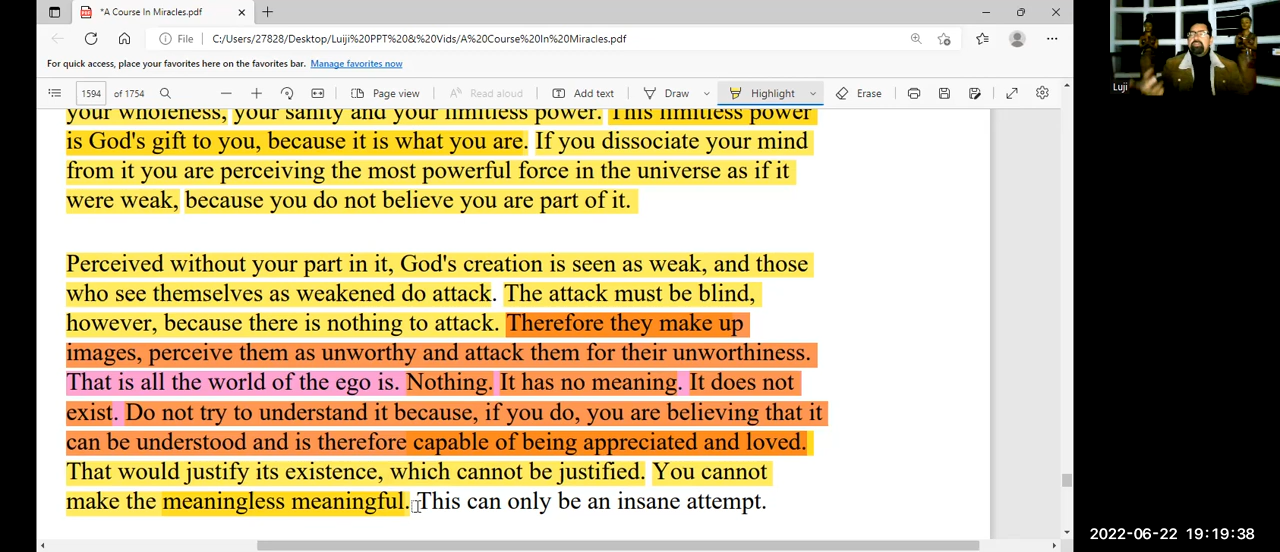 *A Course In Miracles.pdf
File C:/Users/27828/Desktop/Luiji%20PPT%20&%20Vids/A%20Course%20In%20Miracles.pdf
For quick access, place your favorites here on the favorites bar. Manage favorites now
1594 of 1754 Page view Read aloud Add text Draw Highlight Erase
your wholeness, your sanity and your limitless power. This limitless power
is God's gift to you, because it is what you are. If you dissociate your mind
from it you are perceiving the most powerful force in the universe as if it
were weak, because you do not believe you are part of it.
Perceived without your part in it, God's creation is seen as weak, and those
who see themselves as weakened do attack. The attack must be blind,
however, because there is nothing to attack. Therefore they make up
images, perceive them as unworthy and attack them for their unworthiness.
That is all the world of the ego is. Nothing. It has no meaning. It does not
exist. Do not try to understand it because, if you do, you are believing that it
can be understood and is therefore capable of being appreciated and loved.
That would justify its existence, which cannot be justified. You cannot
make the meaningless meaningful. This can only be an insane attempt.
Luji
2022-06-22 19:19:38